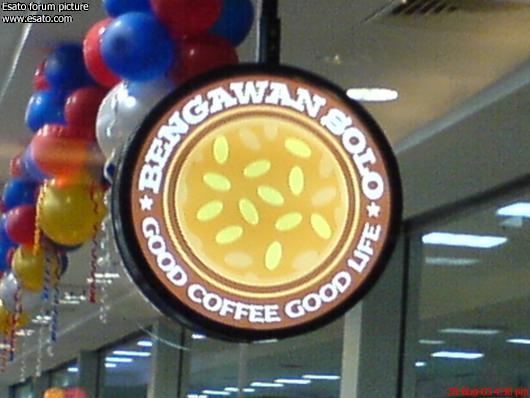 Esato forum picture
www.esato.com
BENGAWAN SOLO
GOOD COFFEE GOOD LIFE